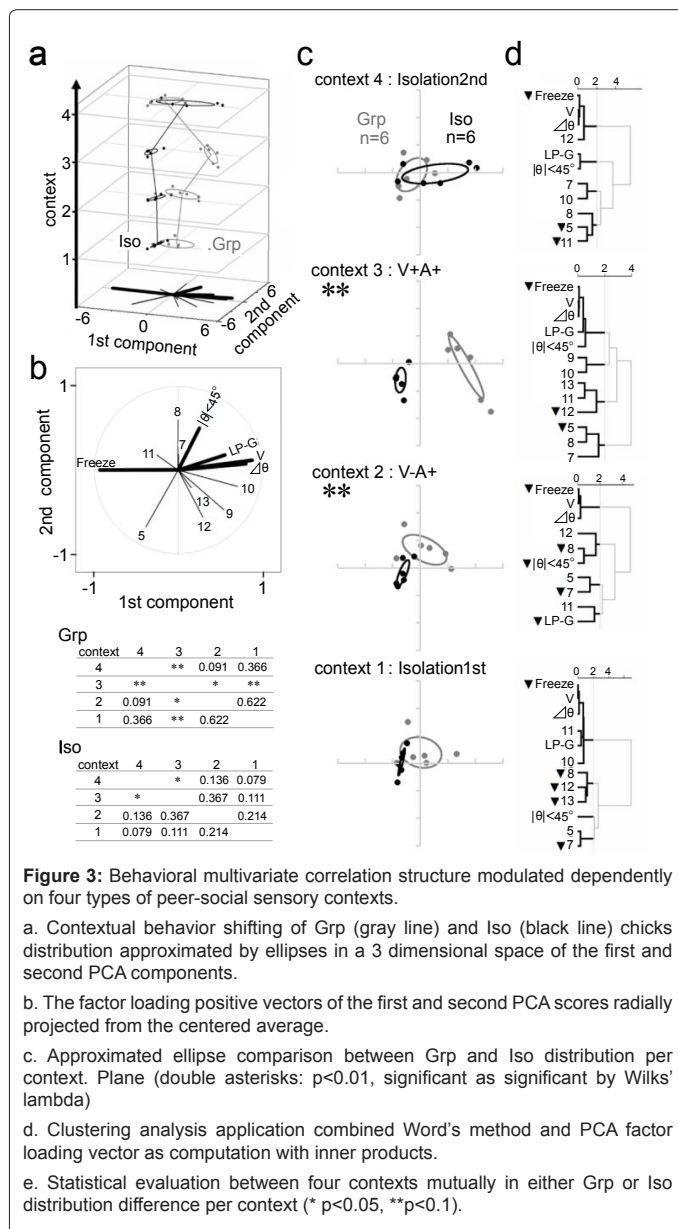 a
context
4
3
2
1
Iso
Grp
-6
0
6
1st component
-6
6
2nd
component
b
1
2nd component
-1
-1
1st component
1
Freeze
8
|θ|<45°
7
11
LP-G
V
⊿θ
10
13
9
12
5
Grp
context 4 3 2 1
4 ** 0.091 0.366
3 ** * **
2 0.091 * 0.622
1 0.366 ** 0.622
Iso
context 4 3 2 1
4 * 0.136 0.079
3 * 0.367 0.111
2 0.136 0.367 0.214
1 0.079 0.111 0.214
c
context 4 : Isolation2nd
Grp
n=6
Iso
n=6
context 3 : V+A+
**
context 2 : V-A+
**
context 1 : Isolation1st
d
0 2 4
▼Freeze
V
⊿θ
12
LP-G
|θ|<45°
7
10
8
▼5
▼11
0 2 4
▼Freeze
V
⊿θ
LP-G
|θ|<45°
9
10
13
11
▼12
▼5
8
7
0 2 4
▼Freeze
V
⊿θ
12
▼8
▼|θ|<45°
5
▼7
11
▼LP-G
0 2 4
▼Freeze
V
⊿θ
11
LP-G
10
▼8
▼12
▼13
|θ|<45°
5
▼7
Figure 3: Behavioral multivariate correlation structure modulated dependently
on four types of peer-social sensory contexts.
a. Contextual behavior shifting of Grp (gray line) and Iso (black line) chicks
distribution approximated by ellipses in a 3 dimensional space of the first and
second PCA components.
b. The factor loading positive vectors of the first and second PCA scores radially
projected from the centered average.
c. Approximated ellipse comparison between Grp and Iso distribution per
context. Plane (double asterisks: p<0.01, significant as significant by Wilks’
lambda)
d. Clustering analysis application combined Word’s method and PCA factor
loading vector as computation with inner products.
e. Statistical evaluation between four contexts mutually in either Grp or Iso
distribution difference per context (* p<0.05, **p<0.1).